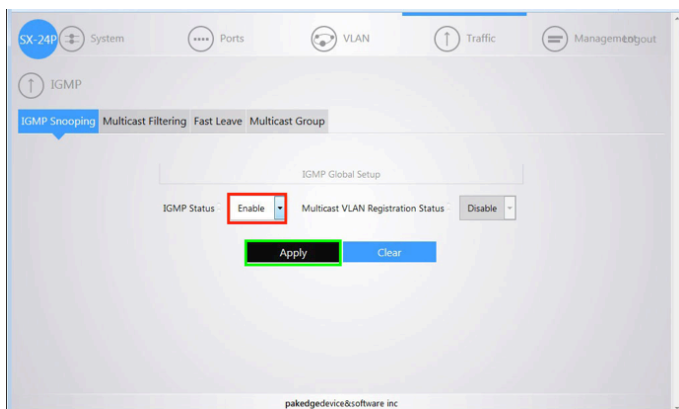 SX-24P System Ports VLAN Traffic Management Logout
IGMP
IGMP Snooping Multicast Filtering Fast Leave Multicast Group
IGMP Global Setup
IGMP Status : Enable Multicast VLAN Registration Status : Disable
Apply Clear
pakedgedevice&software inc